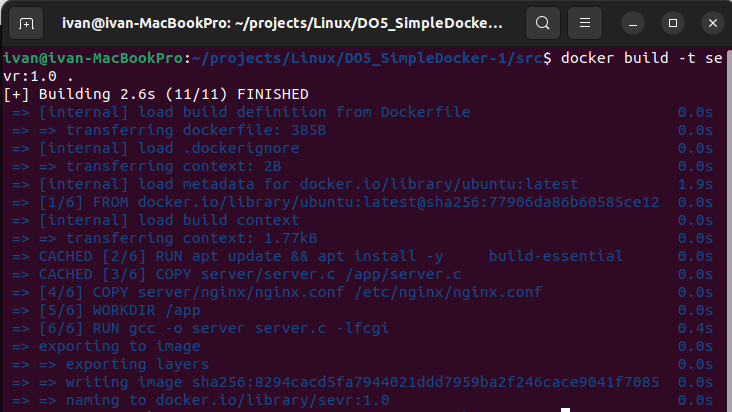 ivan@ivan-MacBookPro: ~/projects/Linux/DO5_SimpleDocke...
ivan@ivan-MacBookPro:~/projects/Linux/DO5_SimpleDocker-1/src$ docker build -t se
vr:1.0 .
[+] Building 2.6s (11/11) FINISHED
=> [internal] load build definition from Dockerfile 0.0s
=> => transferring dockerfile: 385B 0.0s
=> [internal] load .dockerignore 0.0s
=> => transferring context: 2B 0.0s
=> [internal] load metadata for docker.io/library/ubuntu:latest 1.9s
=> [1/6] FROM docker.io/library/ubuntu:latest@sha256:77906da86b60585ce12 0.0s
=> [internal] load build context 0.0s
=> => transferring context: 1.77kB 0.0s
=> CACHED [2/6] RUN apt update && apt install -y     build-essential 0.0s
=> CACHED [3/6] COPY server/server.c /app/server.c 0.0s
=> [4/6] COPY server/nginx/nginx.conf /etc/nginx/nginx.conf 0.0s
=> [5/6] WORKDIR /app 0.0s
=> [6/6] RUN gcc -o server server.c -lfcgi 0.4s
=> exporting to image 0.0s
=> => exporting layers 0.0s
=> => writing image sha256:8294cacd5fa7944021ddd7959ba2f246cace9041f7085 0.0s
=> => naming to docker.io/library/sevr:1.0 0.0s